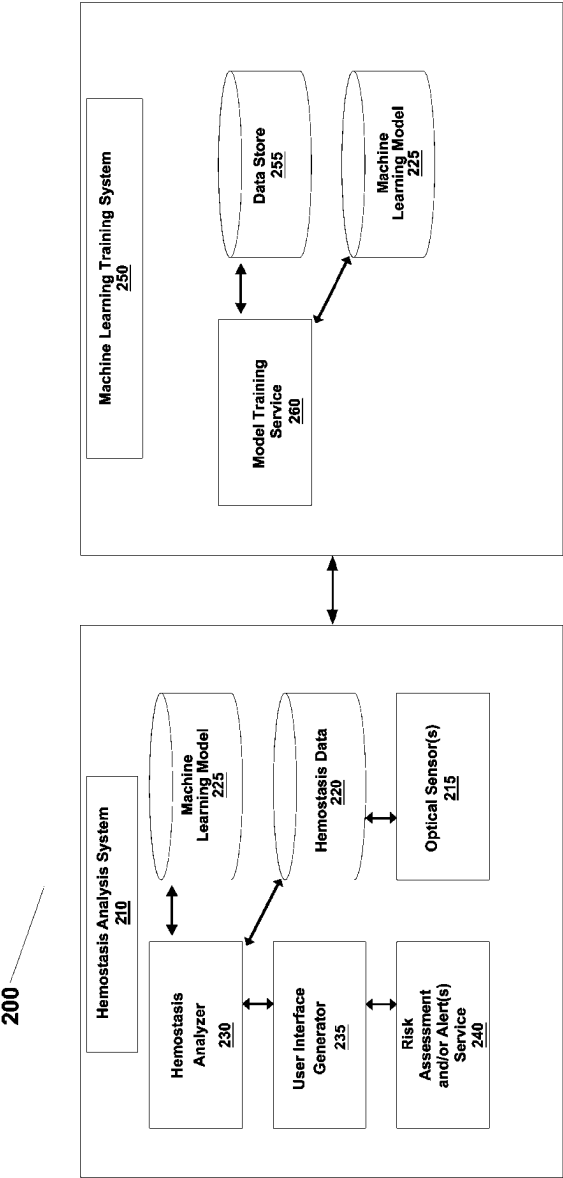 200
Hemostasis Analysis System
210
Hemostasis
Analyzer
230
Machine
Learning Model
225
User Interface
Generator
235
Hemostasis Data
220
Risk
Assessment
and/or Alert(s)
Service
240
Optical Sensor(s)
215
Machine Learning Training System
250
Model Training
Service
260
Data Store
255
Machine
Learning Model
225